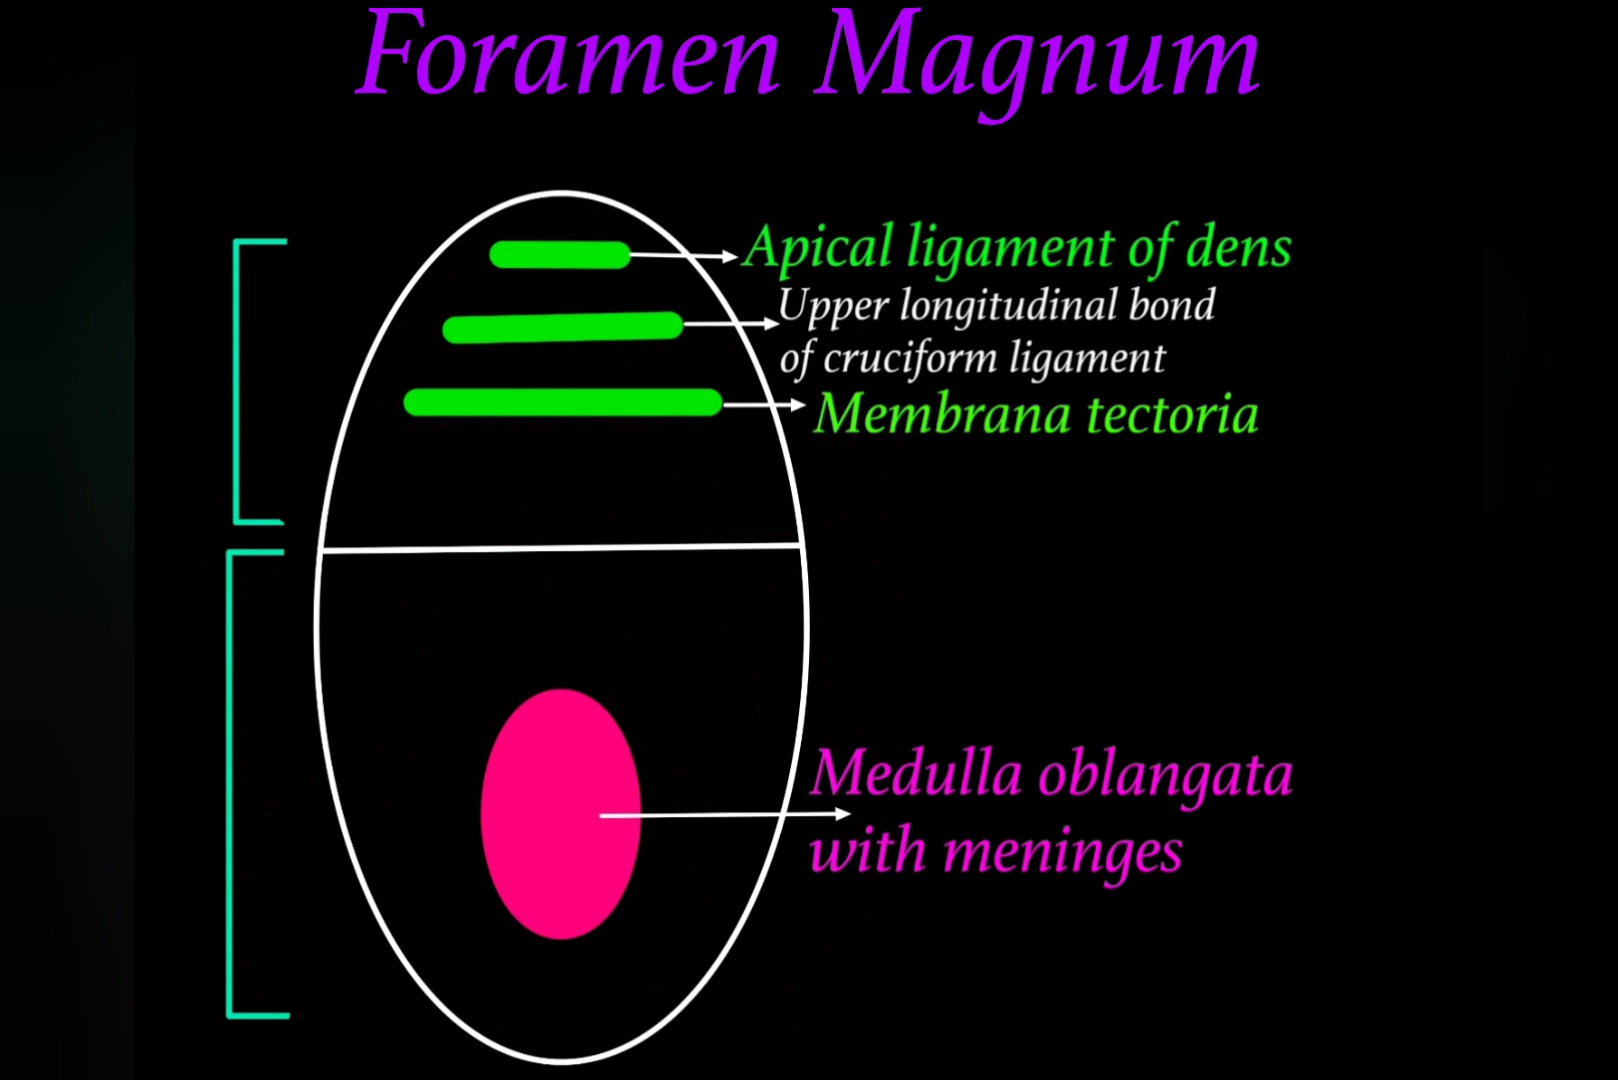 Foramen Magnum
Apical ligament of dens
Upper longitudinal bond
of cruciform ligament
Membrana tectoria
Medulla oblangata
with meninges